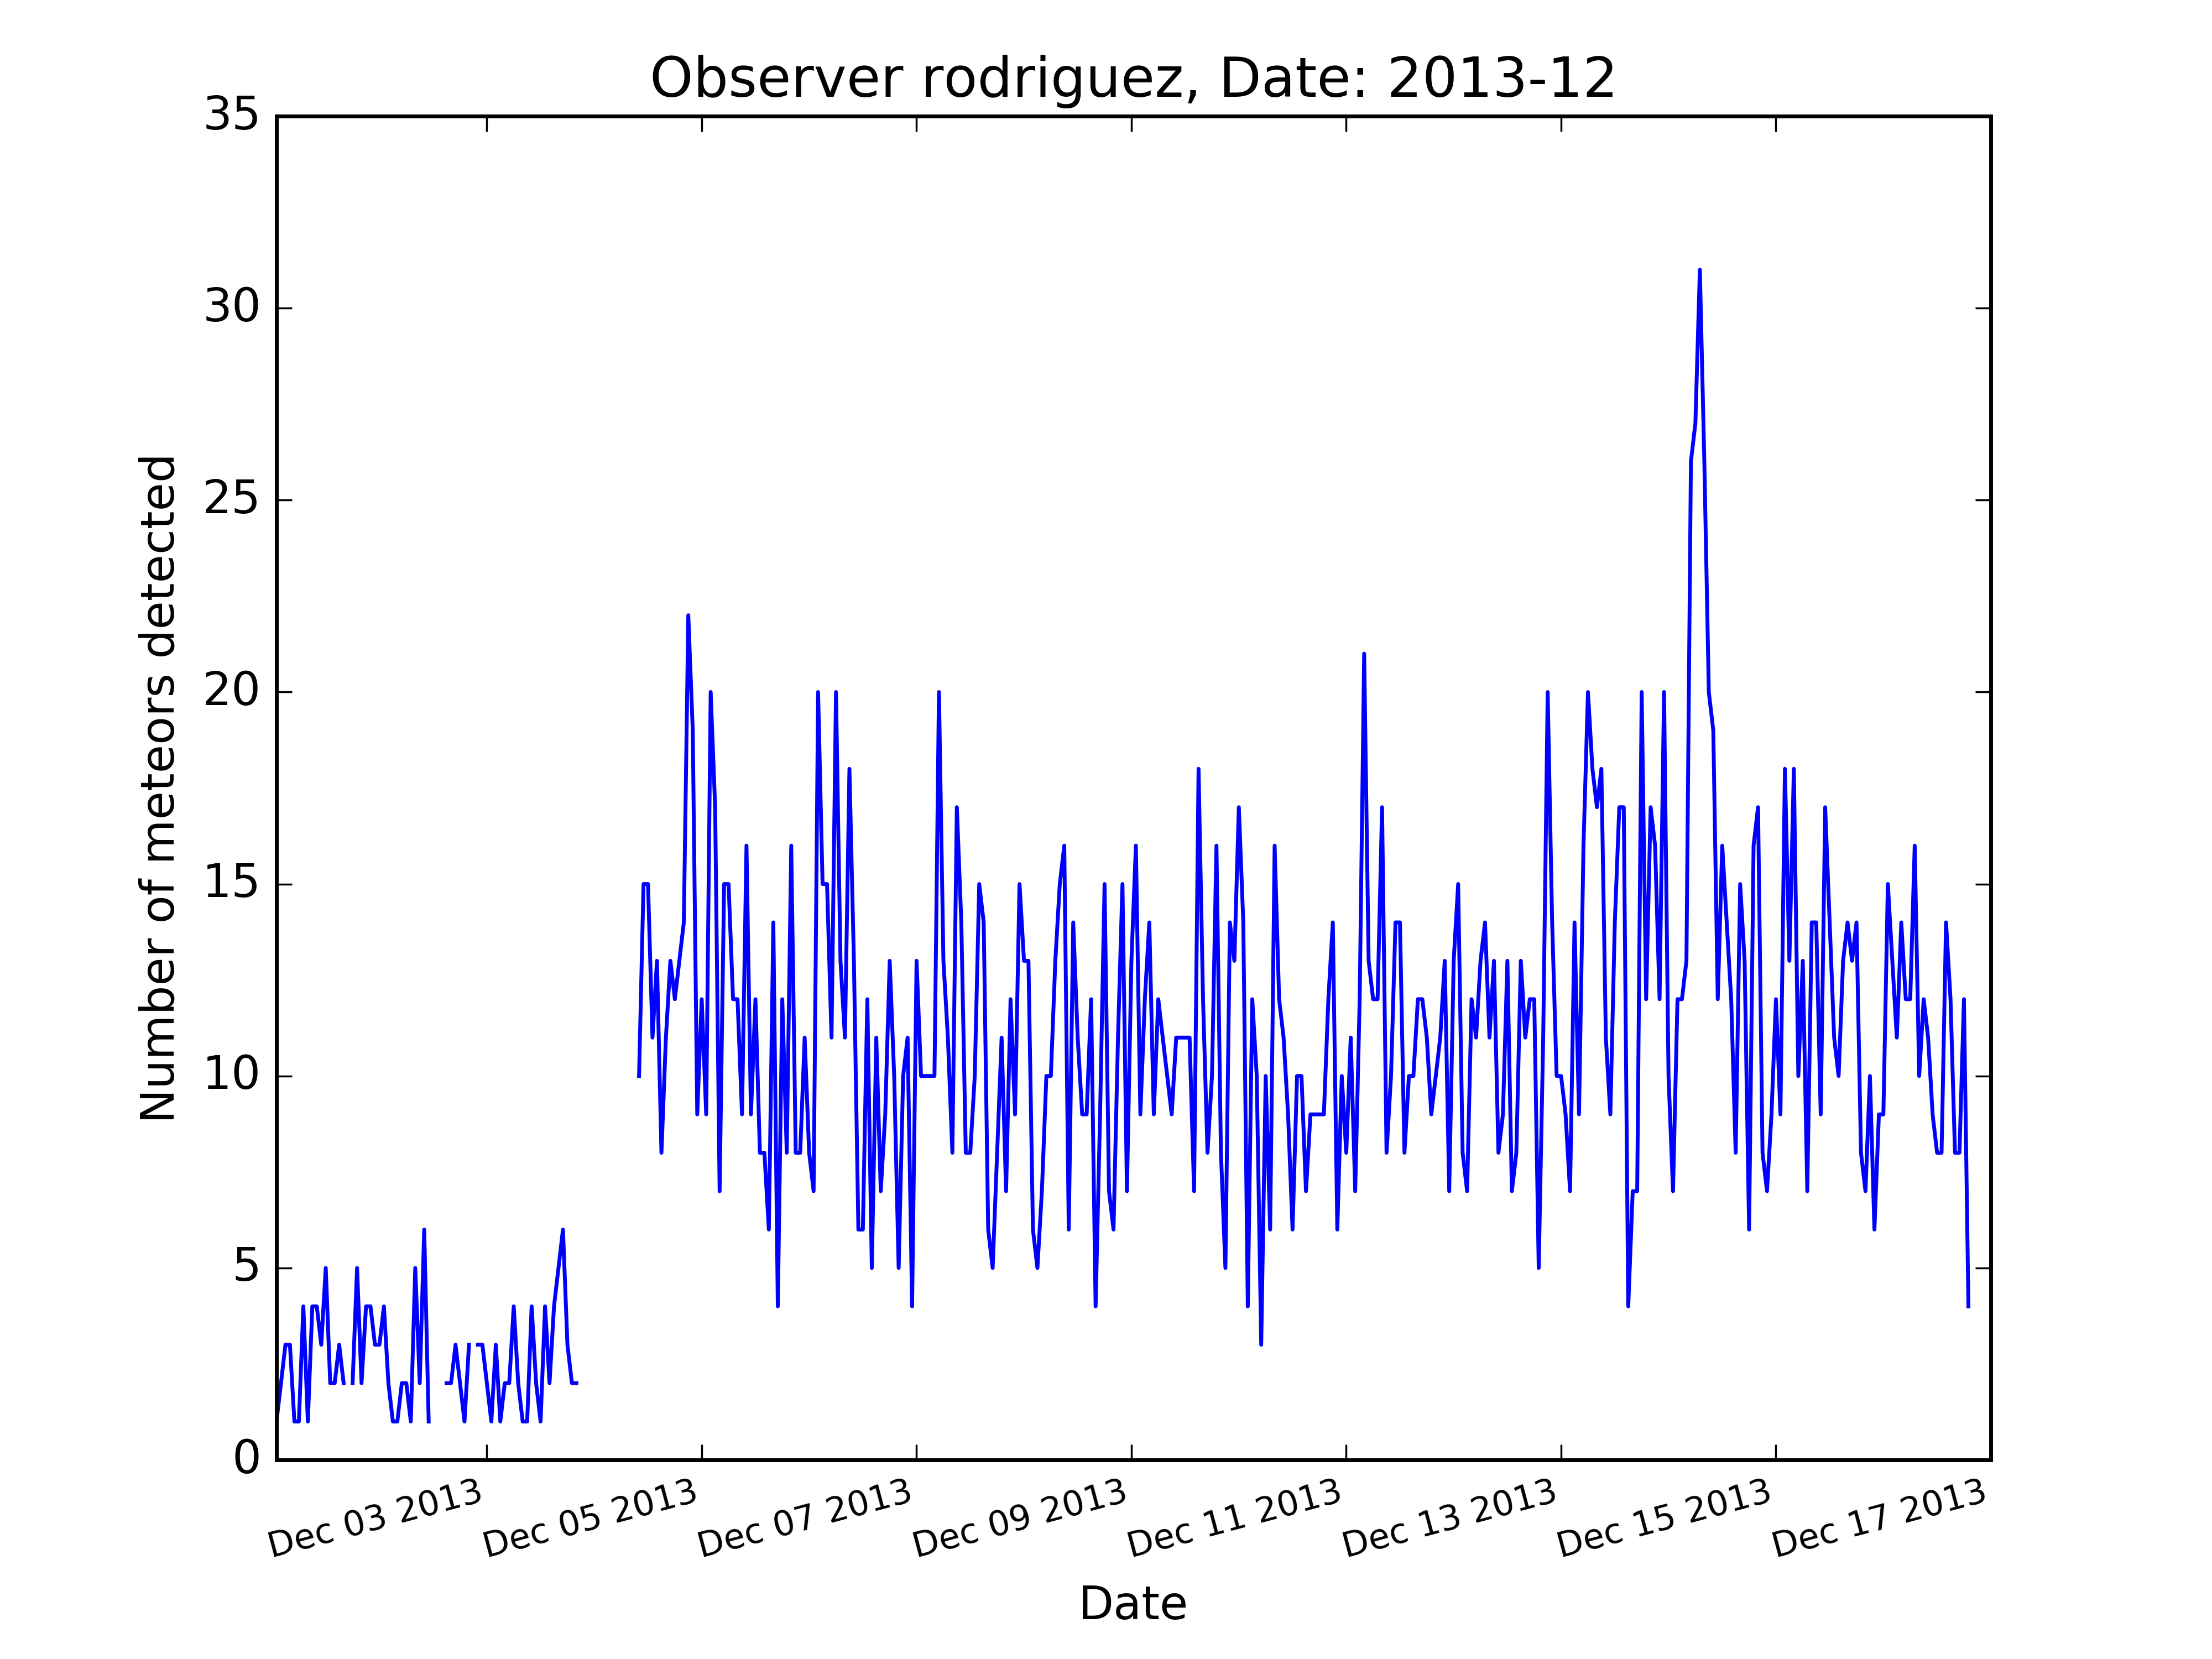 Observer rodriguez, Date: 2013-12
35
30
25
20
15
10
5
0
Number of meteors detected
Dec 03 2013
Dec 05 2013
Dec 07 2013
Dec 09 2013
Dec 11 2013
Dec 13 2013
Dec 15 2013
Dec 17 2013
Date